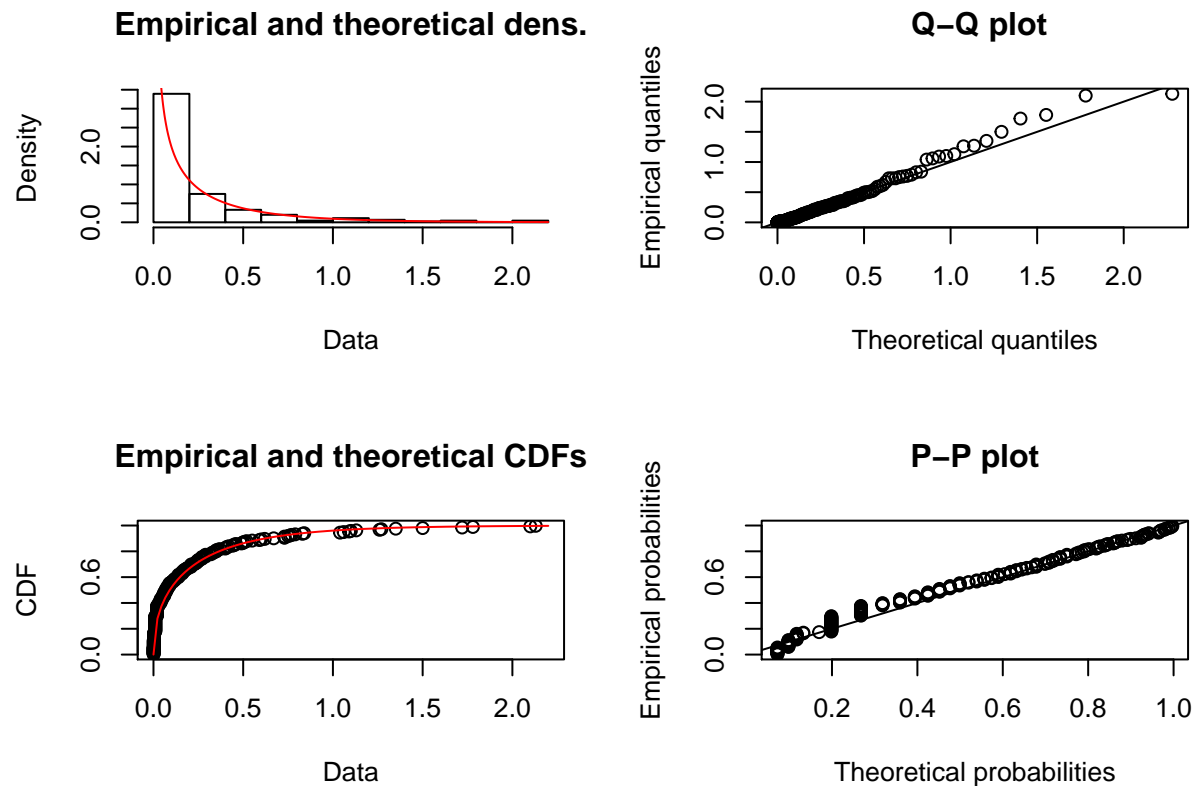 Empirical and theoretical dens.
Density
0.0 2.0
0.0 0.5 1.0 1.5 2.0
Data
Q−Q plot
Empirical quantiles
0.0 1.0 2.0
0.0 0.5 1.0 1.5 2.0
Theoretical quantiles
Empirical and theoretical CDFs
CDF
0.0 0.6
0.0 0.5 1.0 1.5 2.0
Data
P−P plot
Empirical probabilities
0.0 0.6
0.2 0.4 0.6 0.8 1.0
Theoretical probabilities